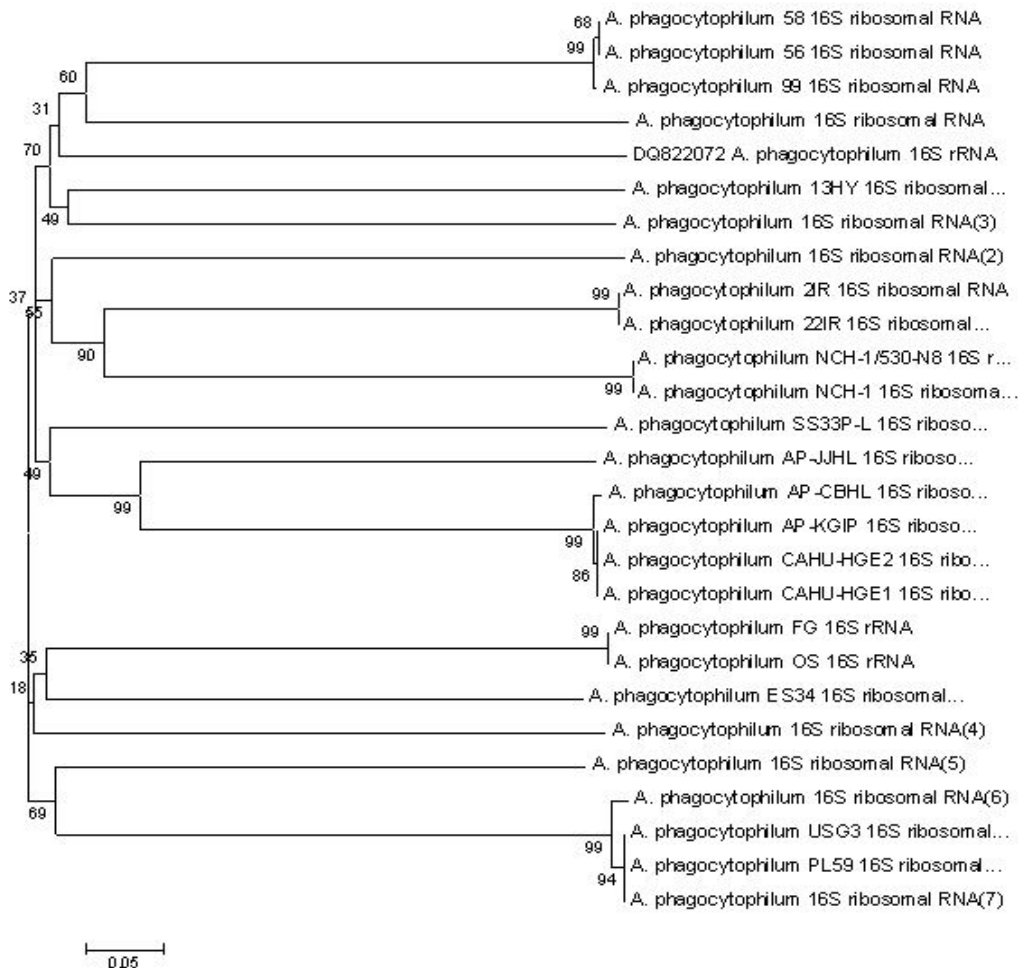 68
A. phagocytophilum 58 16S ribosomal RNA
99
A. phagocytophilum 56 16S ribosomal RNA
60
A. phagocytophilum 99 16S ribosomal RNA
31
A. phagocytophilum 16S ribosomal RNA
70
DQ822072 A. phagocytophilum 16S rRNA
A. phagocytophilum 13HY 16S ribosomal...
49
A. phagocytophilum 16S ribosomal RNA(3)
A. phagocytophilum 16S ribosomal RNA(2)
37
55
99
A. phagocytophilum 2IR 16S ribosomal RNA
A. phagocytophilum 22IR 16S ribosomal...
90
A. phagocytophilum NCH-1/530-N8 16S r...
99
A. phagocytophilum NCH-1 16S ribosoma...
A. phagocytophilum SS33P-L 16S riboso...
49
A. phagocytophilum AP-JJHL 16S riboso...
99
A. phagocytophilum AP-CBHL 16S riboso...
A. phagocytophilum AP-KGIP 16S riboso...
99
A. phagocytophilum CAHU-HGE2 16S ribo...
86
A. phagocytophilum CAHU-HGE1 16S ribo...
99
A. phagocytophilum FG 16S rRNA
35
A. phagocytophilum OS 16S rRNA
18
A. phagocytophilum ES34 16S ribosomal...
A. phagocytophilum 16S ribosomal RNA(4)
A. phagocytophilum 16S ribosomal RNA(5)
69
A. phagocytophilum 16S ribosomal RNA(6)
A. phagocytophilum USG3 16S ribosomal...
99
A. phagocytophilum PL59 16S ribosomal...
94
A. phagocytophilum 16S ribosomal RNA(7)
0.05